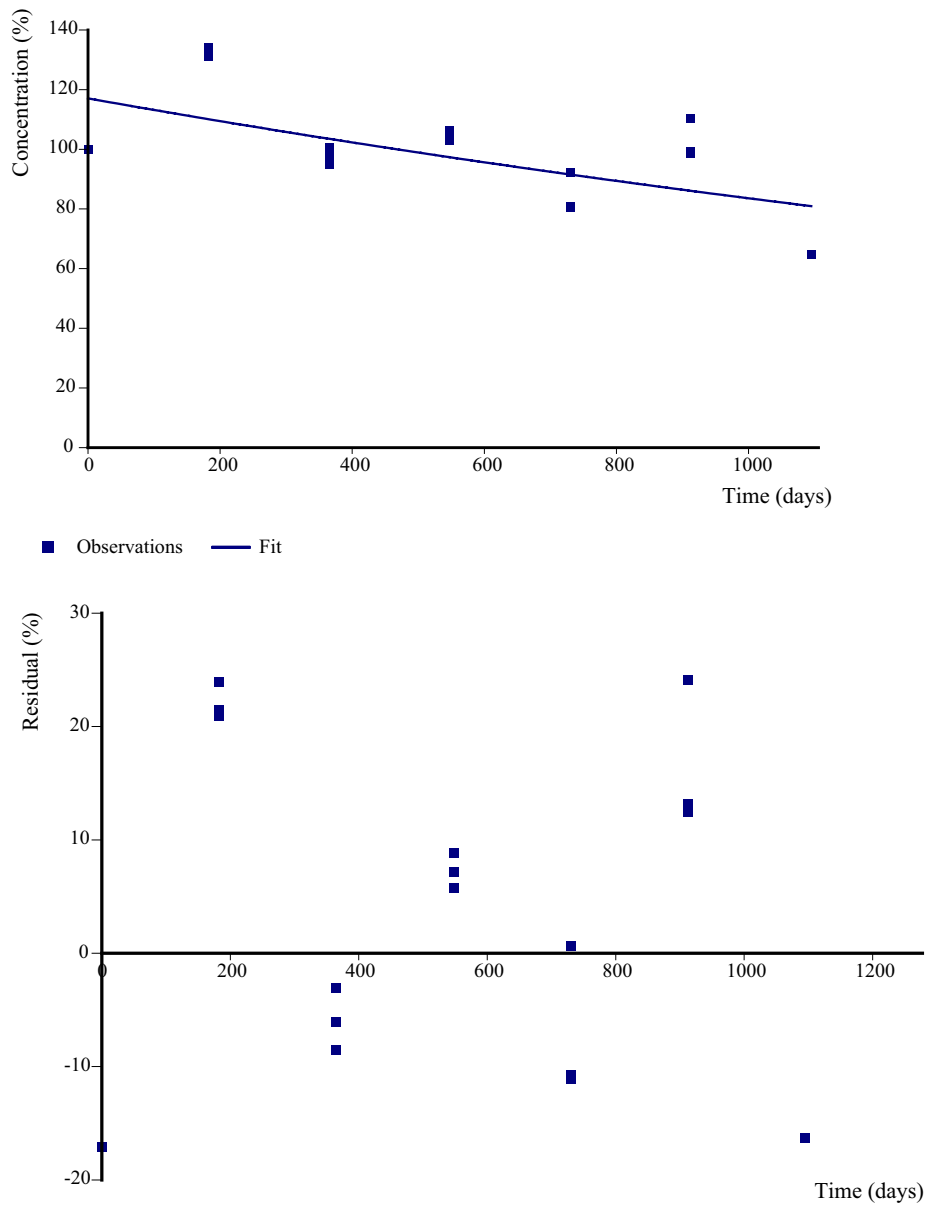 Concentration (%)
140
120
100
80
60
40
20
0
0 200 400 600 800 1000
Time (days)
Observations Fit
Residual (%)
30
20
10
0
0 200 400 600 800 1000 1200
-10
-20
Time (days)